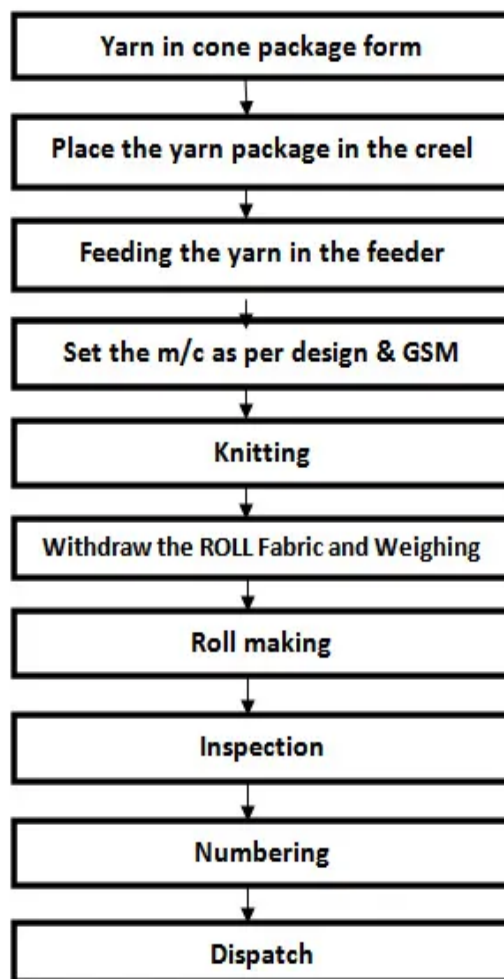 Yarn in cone package form
Place the yarn package in the creel
Feeding the yarn in the feeder
Set the m/c as per design & GSM
Knitting
Withdraw the ROLL Fabric and Weighing
Roll making
Inspection
Numbering
Dispatch